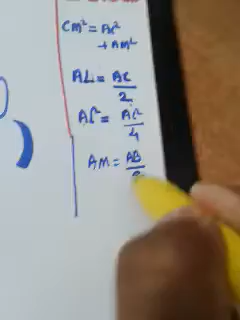 CM² = AC²
+ AM²
AL = AC/2
AL² = AC²/4
AM = AB/